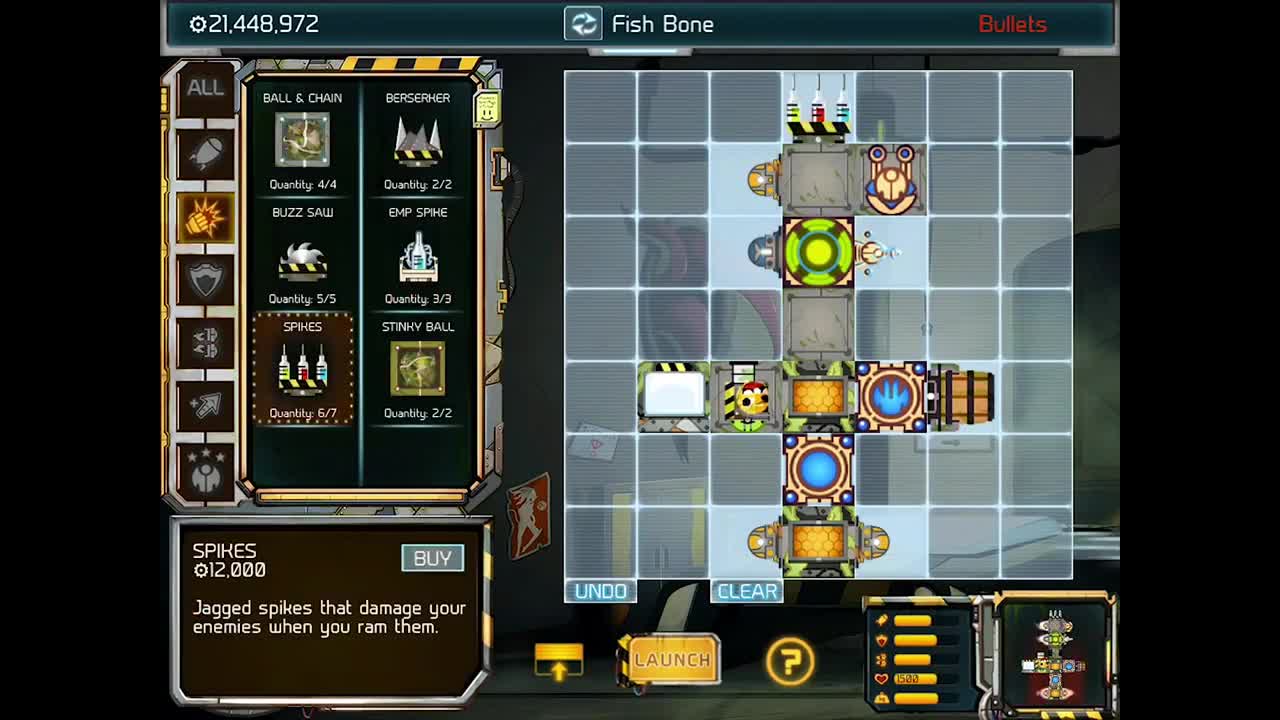 21,448,972
Fish Bone
Bullets
ALL
BALL & CHAIN
BERSERKER
Quantity: 4/4
Quantity: 2/2
BUZZ SAW
EMP SPIKE
Quantity: 5/5
Quantity: 3/3
SPIKES
STINKY BALL
Quantity: 6/7
Quantity: 2/2
SPIKES
12,000
BUY
Jagged spikes that damage your
enemies when you ram them.
UNDO
CLEAR
LAUNCH
?
1500